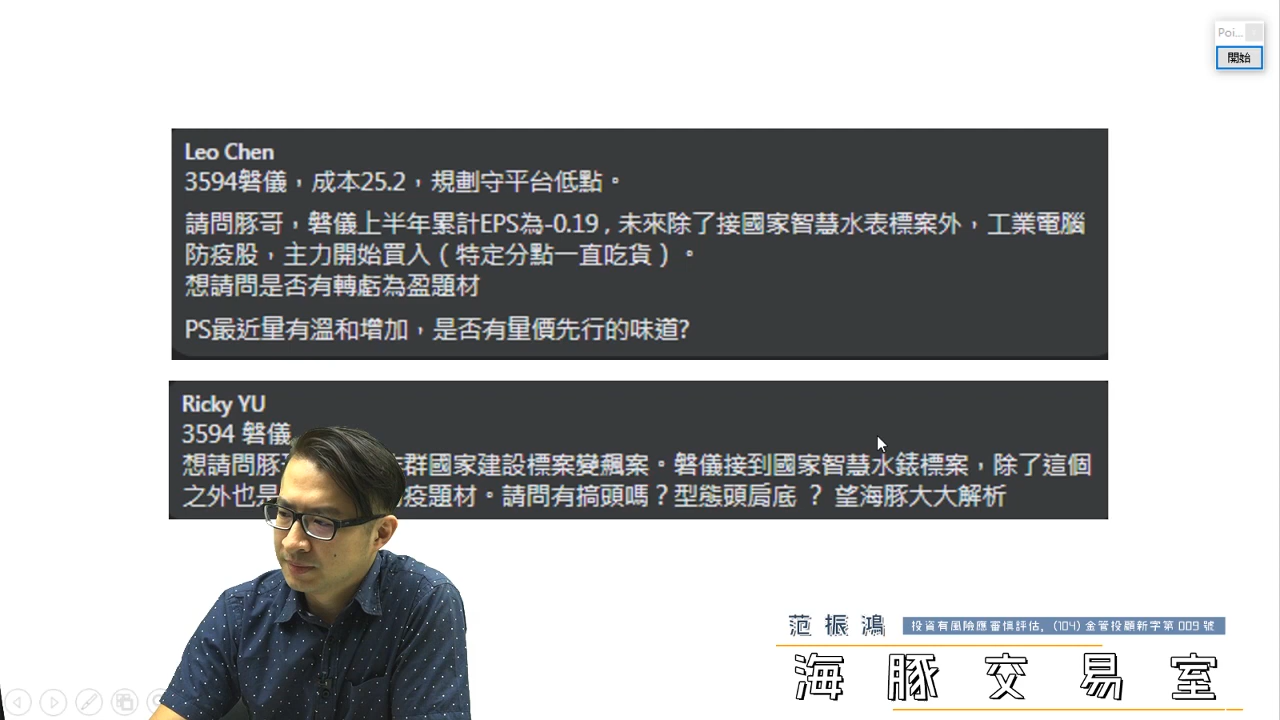 Poi...
開始
Leo Chen
3594磐儀，成本25.2，規劃守平台低點。
請問豚哥，磐儀上半年累計EPS為-0.19 , 未來除了接國家智慧水表標案外，工業電腦
防疫股，主力開始買入（特定分點一直吃貨）。
想請問是否有轉虧為盈題材
PS最近量有溫和增加，是否有量價先行的味道?
Ricky YU
3594 磐儀
想請問豚 群國家建設標案變飆案。磐儀接到國家智慧水錶標案，除了這個
之外也是 疫題材。請問有搞頭嗎？型態頭肩底 ？ 望海豚大大解析
范振鴻 投資有風險應審慎評估, (104) 金管投顧新字第 009 號
海豚交易室